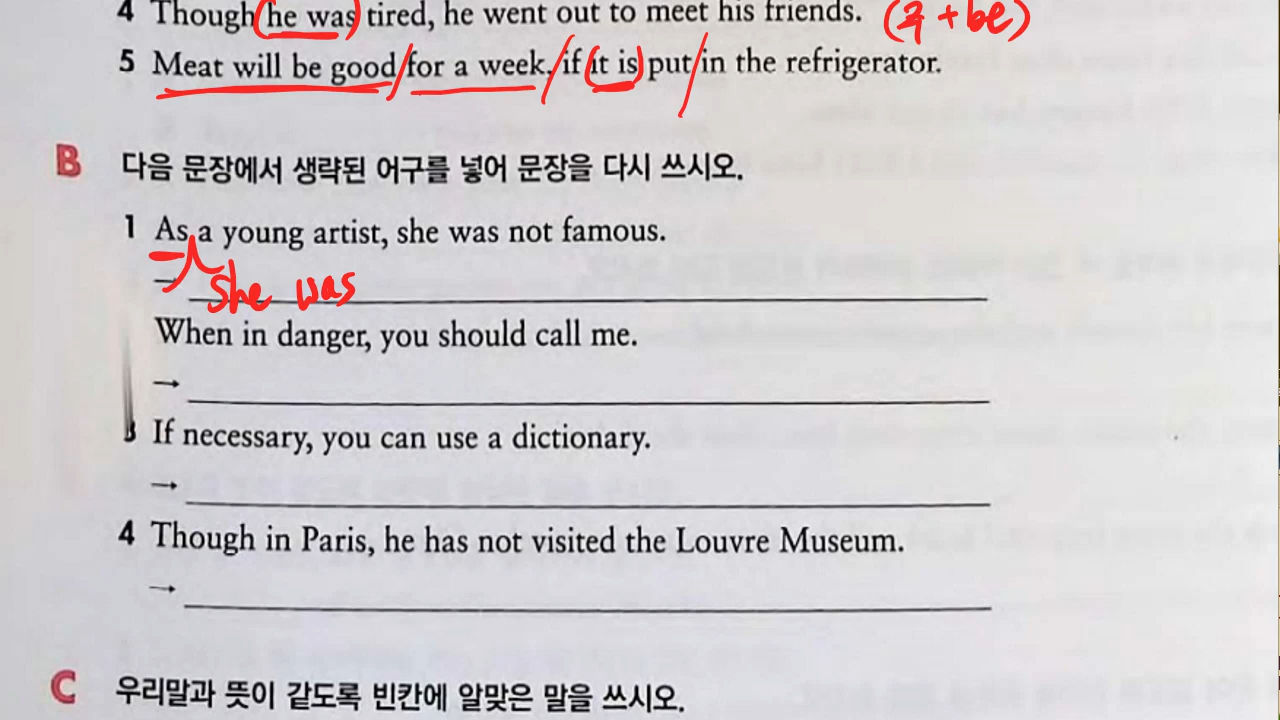 4 Though he was tired, he went out to meet his friends. (주+be)
5 Meat will be good/for a week,/if it is put/in the refrigerator.
B 다음 문장에서 생략된 어구를 넣어 문장을 다시 쓰시오.
1 As a young artist, she was not famous.
→ she was
When in danger, you should call me.
→
3 If necessary, you can use a dictionary.
→
4 Though in Paris, he has not visited the Louvre Museum.
→
C 우리말과 뜻이 같도록 빈칸에 알맞은 말을 쓰시오.